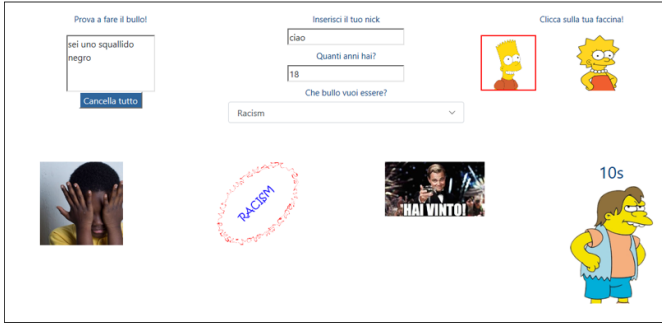 Prova a fare il bullo!
sei uno squallido
negro
Cancella tutto
Inserisci il tuo nick
ciao
Quanti anni hai?
18
Che bullo vuoi essere?
Racism
Clicca sulla tua faccina!
RACISM
HAI VINTO!
10s